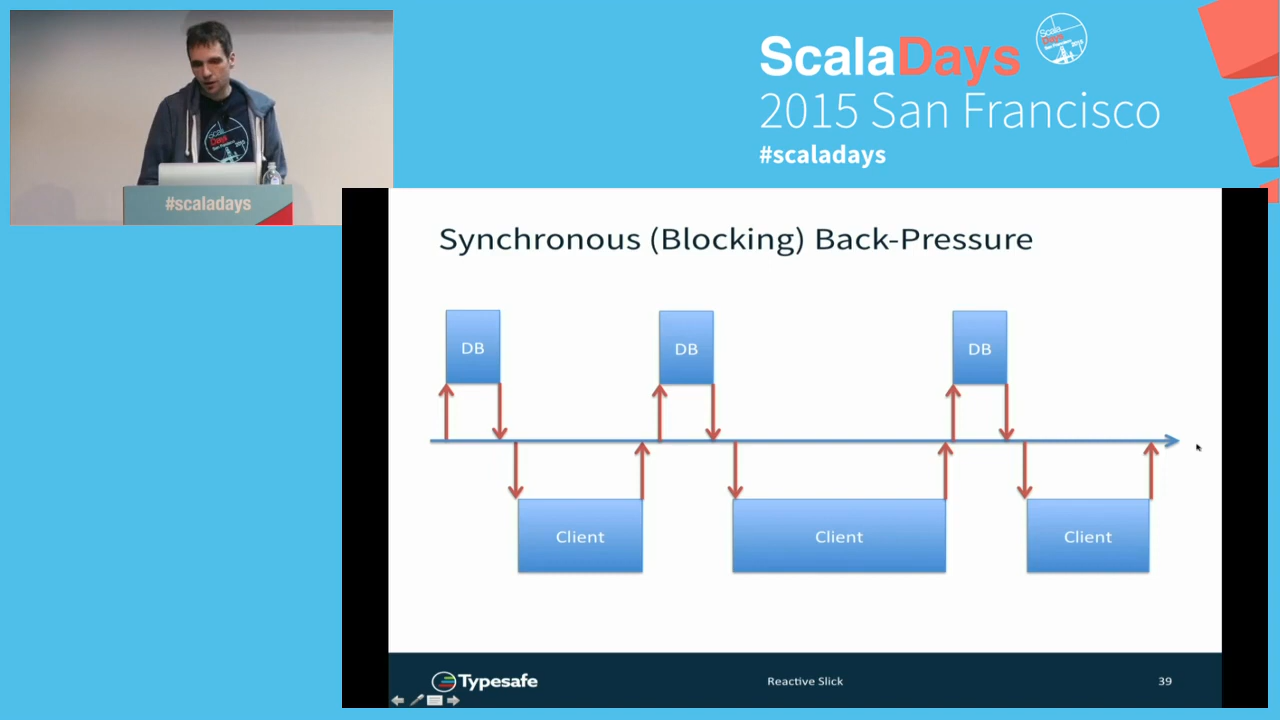 ScalaDays
2015 San Francisco
#scaladays
#scaladays
Synchronous (Blocking) Back-Pressure
DB
DB
DB
Client
Client
Client
Typesafe
Reactive Slick
39